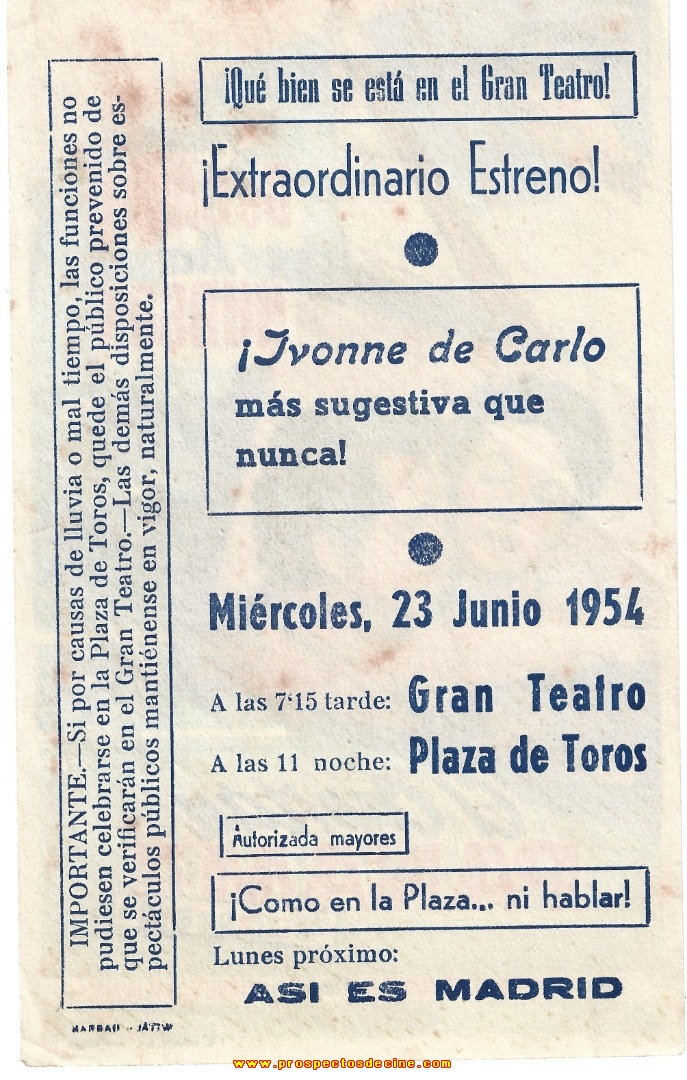 ¡Qué bien se está en el Gran Teatro!
¡Extraordinario Estreno!
¡Ivonne de Carlo
más sugestiva que
nunca!
Miércoles, 23 Junio 1954
A las 7‘15 tarde: Gran Teatro
A las 11 noche: Plaza de Toros
Autorizada mayores
¡Como en la Plaza... ni hablar!
Lunes próximo:
ASI ES MADRID
IMPORTANTE.—Si por causas de lluvia o mal tiempo, las funciones no
pudiesen celebrarse en la Plaza de Toros, quede el público prevenido de
que se verificarán en el Gran Teatro.—Las demás disposiciones sobre es-
pectáculos públicos mantiénense en vigor, naturalmente.
www.prospectosdecine.com